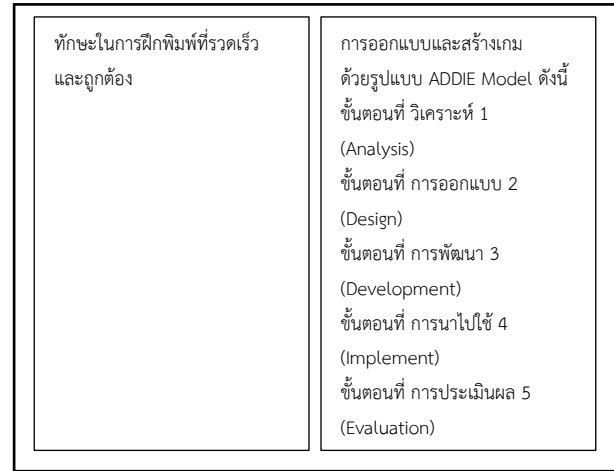 ทักษะในการฝึกพิมพ์ที่รวดเร็ว
และถูกต้อง
การออกแบบและสร้างเกม
ด้วยรูปแบบ ADDIE Model ดังนี้
ขั้นตอนที่ วิเคราะห์ 1
(Analysis)
ขั้นตอนที่ การออกแบบ 2
(Design)
ขั้นตอนที่ การพัฒนา 3
(Development)
ขั้นตอนที่ การนาไปใช้ 4
(Implement)
ขั้นตอนที่ การประเมินผล 5
(Evaluation)